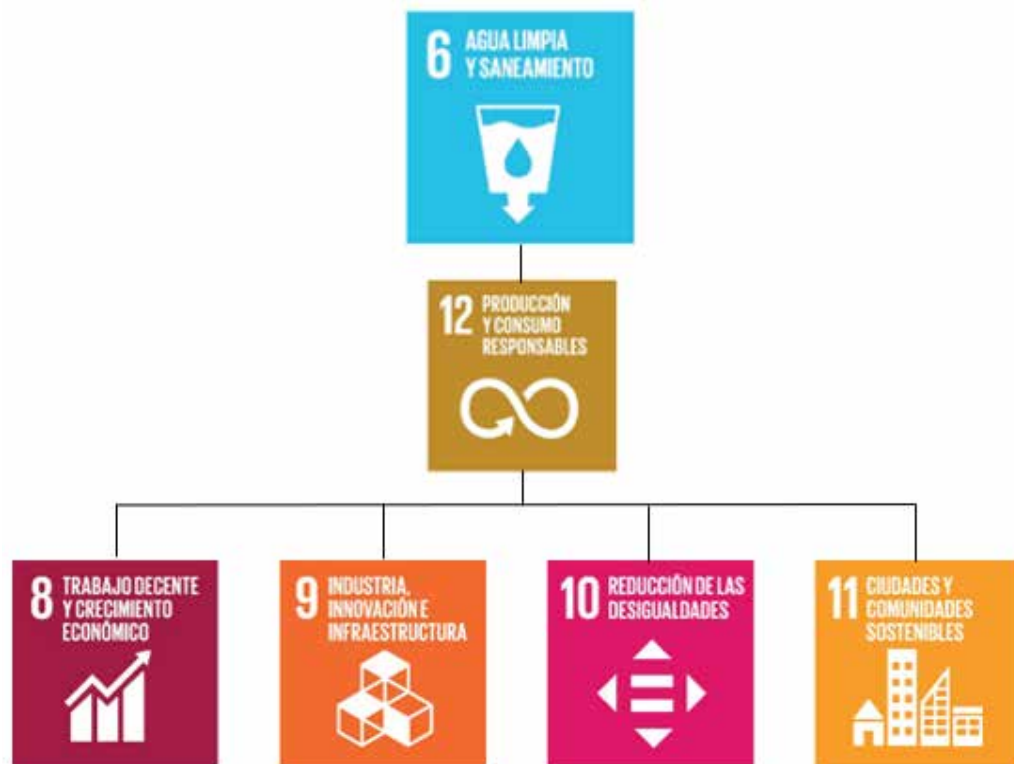 6 AGUA LIMPIA
Y SANEAMIENTO
12 PRODUCCIÓN
Y CONSUMO
RESPONSABLES
8 TRABAJO DECENTE
Y CRECIMIENTO
ECONÓMICO
9 INDUSTRIA,
INNOVACIÓN E
INFRAESTRUCTURA
10 REDUCCIÓN DE LAS
DESIGUALDADES
11 CIUDADES Y
COMUNIDADES
SOSTENIBLES